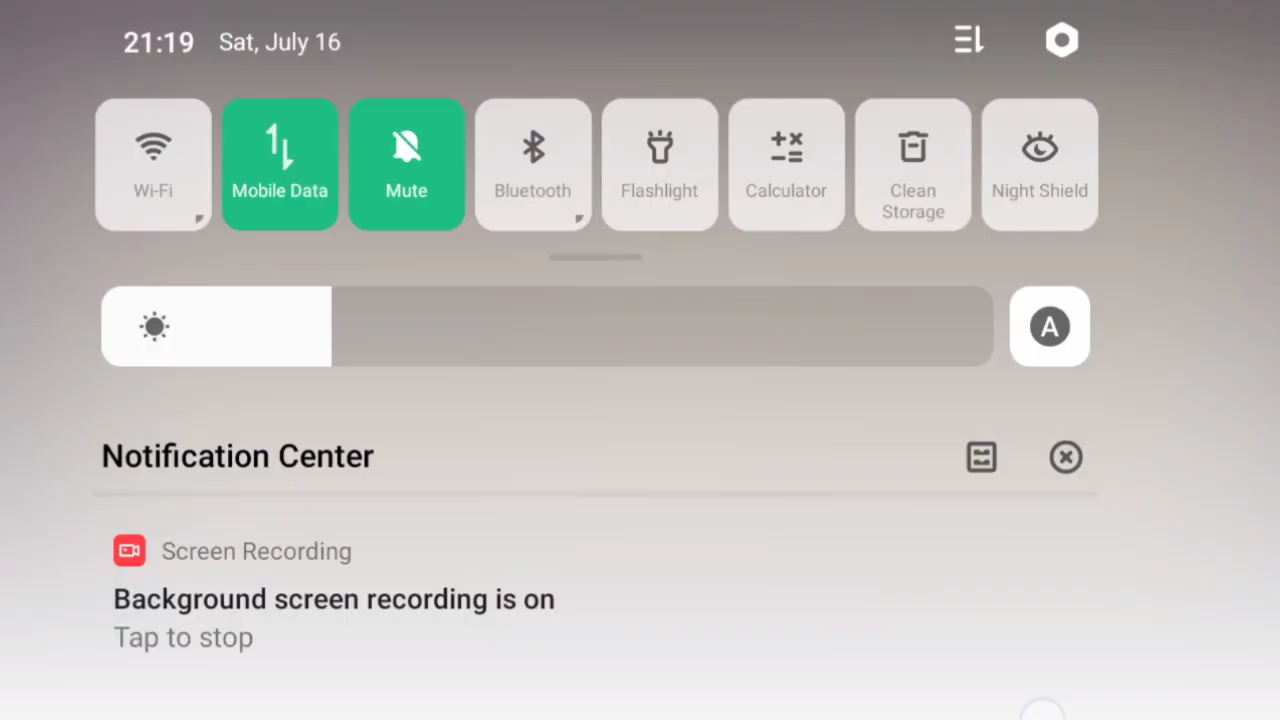 21:19 Sat, July 16
Wi-Fi
Mobile Data
Mute
Bluetooth
Flashlight
Calculator
Clean
Storage
Night Shield
A
Notification Center
Screen Recording
Background screen recording is on
Tap to stop